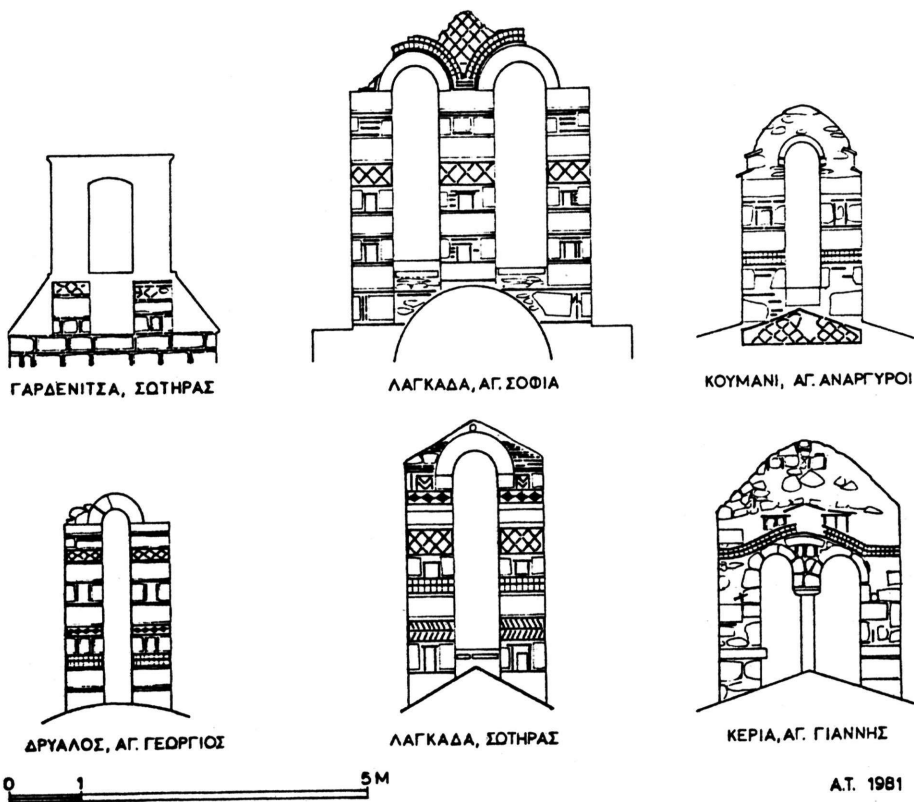 ΓΑΡΔΕΝΙΤΣΑ, ΣΩΤΗΡΑΣ
ΛΑΓΚΑΔΑ, ΑΓ. ΣΟΦΙΑ
ΚΟΥΜΑΝΙ, ΑΓ. ΑΝΑΡΓΥΡΟΙ
ΔΡΥΑΛΟΣ, ΑΓ. ΓΕΩΡΓΙΟΣ
ΛΑΓΚΑΔΑ, ΣΩΤΗΡΑΣ
ΚΕΡΙΑ, ΑΓ. ΓΙΑΝΝΗΣ
0 1 5 M
Α.Τ. 1981